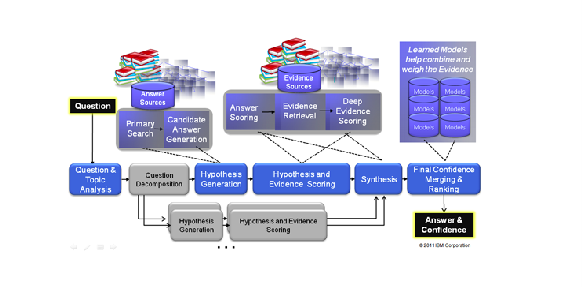 Learned Models
help combine and
weigh the Evidence
Answer
Sources
Evidence
Sources
Models
Models
Models
Models
Models
Models
Question
Primary
Search
Candidate
Answer
Generation
Answer
Scoring
Evidence
Retrieval
Deep
Evidence
Scoring
Question &
Topic
Analysis
Question
Decomposition
Hypothesis
Generation
Hypothesis and
Evidence Scoring
Synthesis
Final Confidence
Merging &
Ranking
Hypothesis
Generation
Hypothesis and Evidence
Scoring
Answer &
Confidence
. . .
© 2011 IBM Corporation